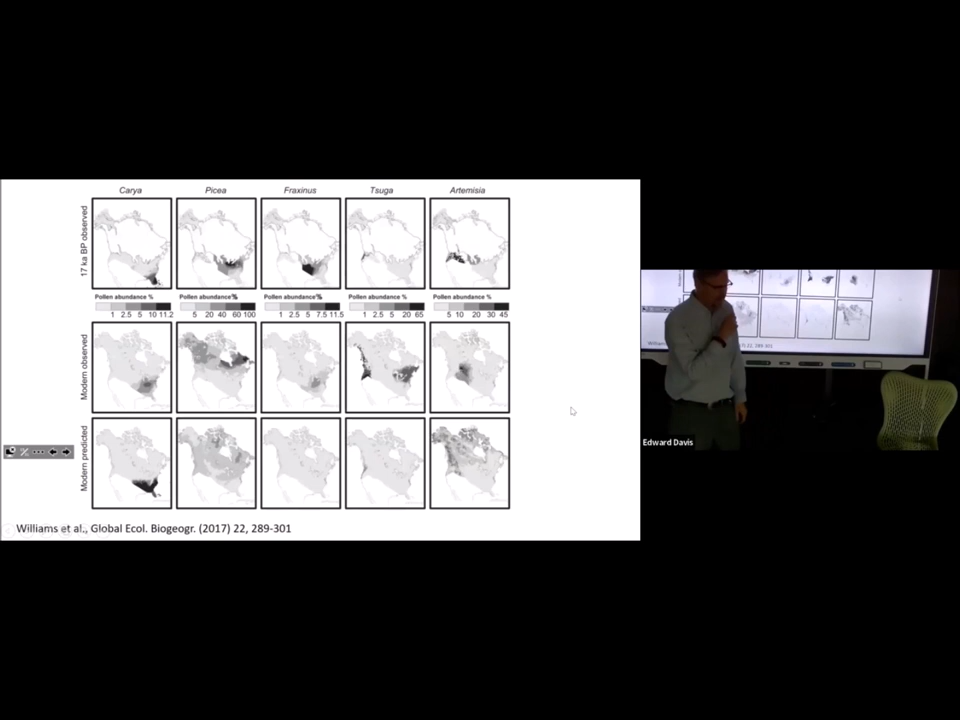 Carya Picea Fraxinus Tsuga Artemisia
17 ka BP observed
Pollen abundance % Pollen abundance% Pollen abundance% Pollen abundance % Pollen abundance %
1 2.5 5 10 11.2 5 20 40 60 100 1 2.5 5 7.5 11.5 1 2.5 5 20 65 5 10 20 30 45
Modern observed
Modern predicted
Williams et al., Global Ecol. Biogeogr. (2017) 22, 289-301
Edward Davis